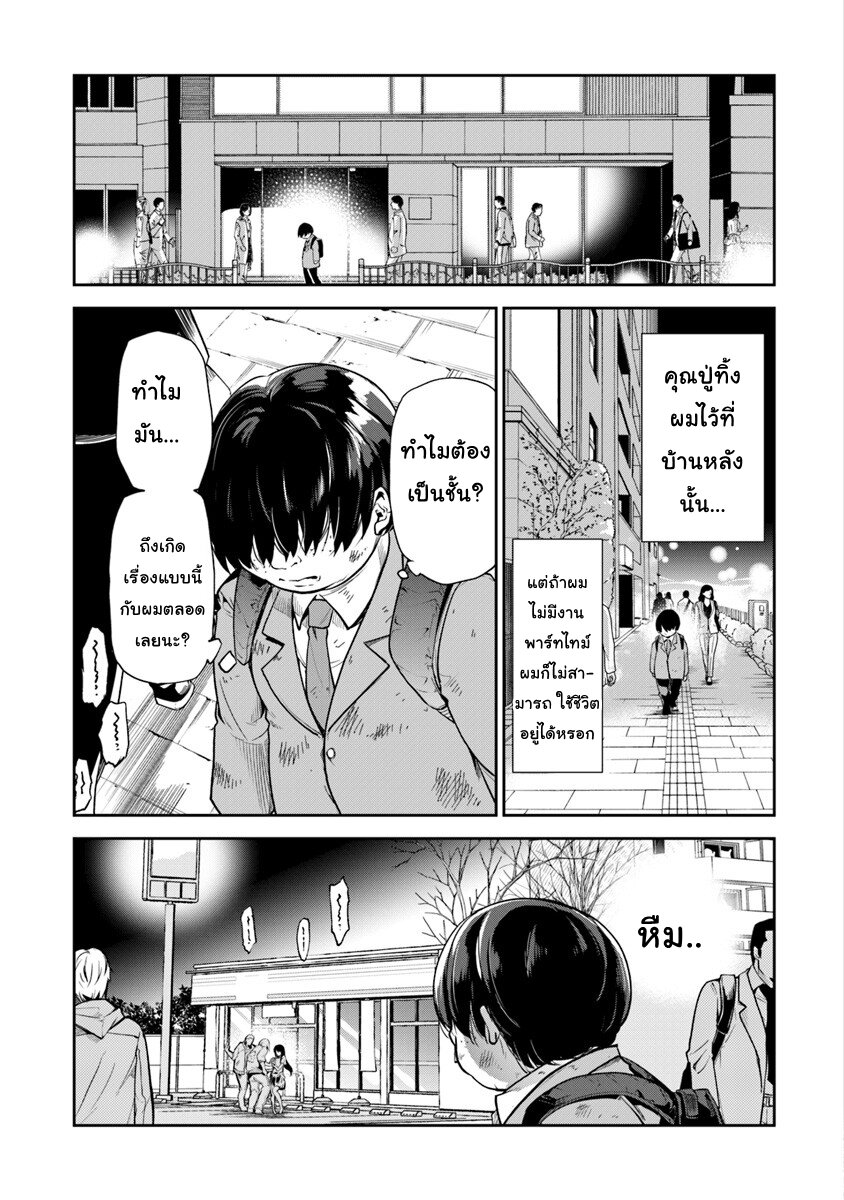 คุณปู่ทิ้ง
ผมไว้ที่
บ้านหลัง
นั้น...
แต่ถ้าผม
ไม่มีงาน
พาร์ทไทม์
ผมก็ไม่สา-
มารถ ใช้ชีวิต
อยู่ได้หรอก
ทำไมต้อง
เป็นชั้น?
ทำไม
มัน...
ถึงเกิด
เรื่องแบบนี้
กับผมตลอด
เลยนะ?
หืม..